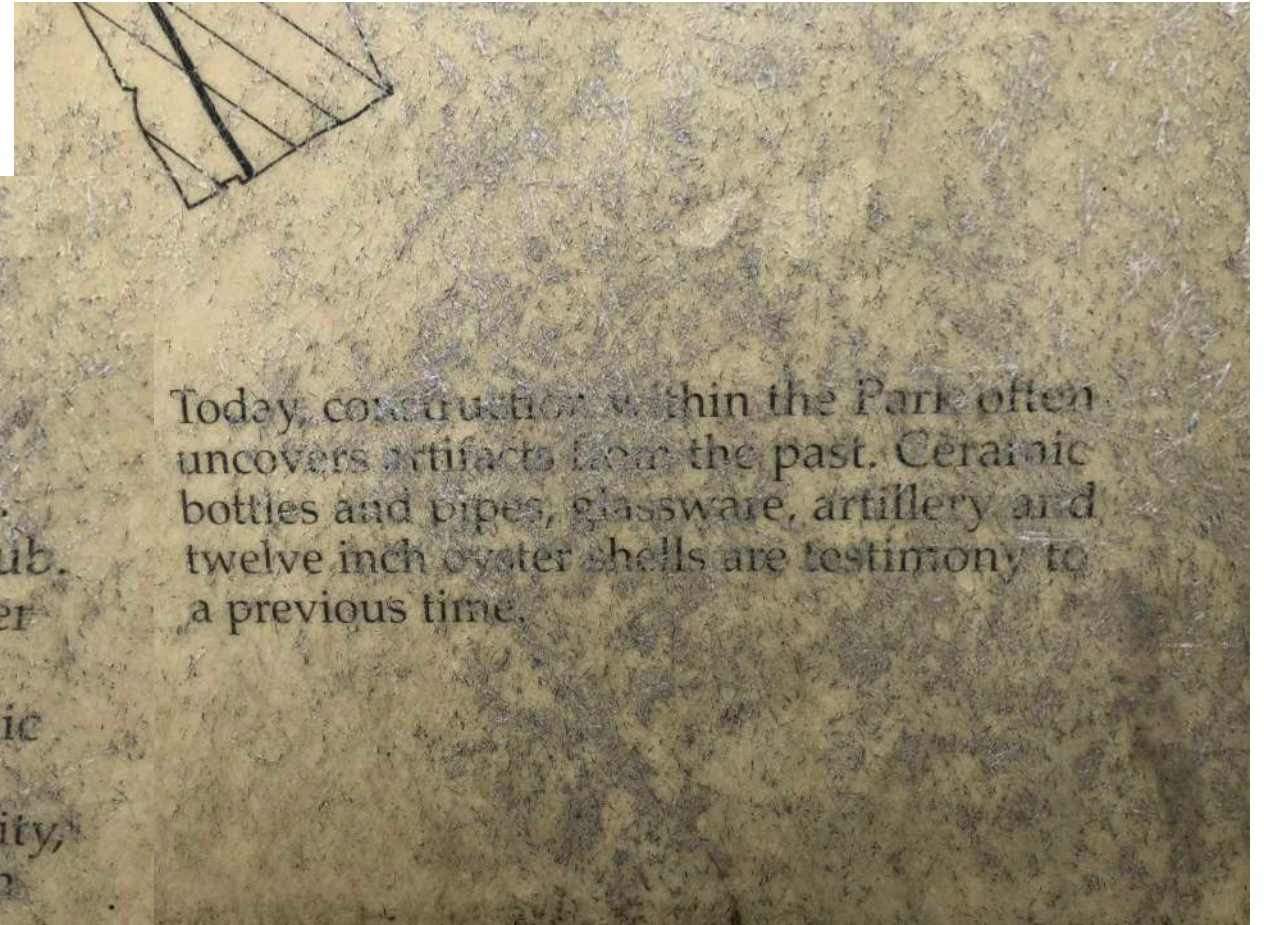 Today, construction within the Park often
uncovers artifacts from the past. Ceramic
bottles and pipes, glassware, artillery and
twelve inch oyster shells are testimony to
a previous time.